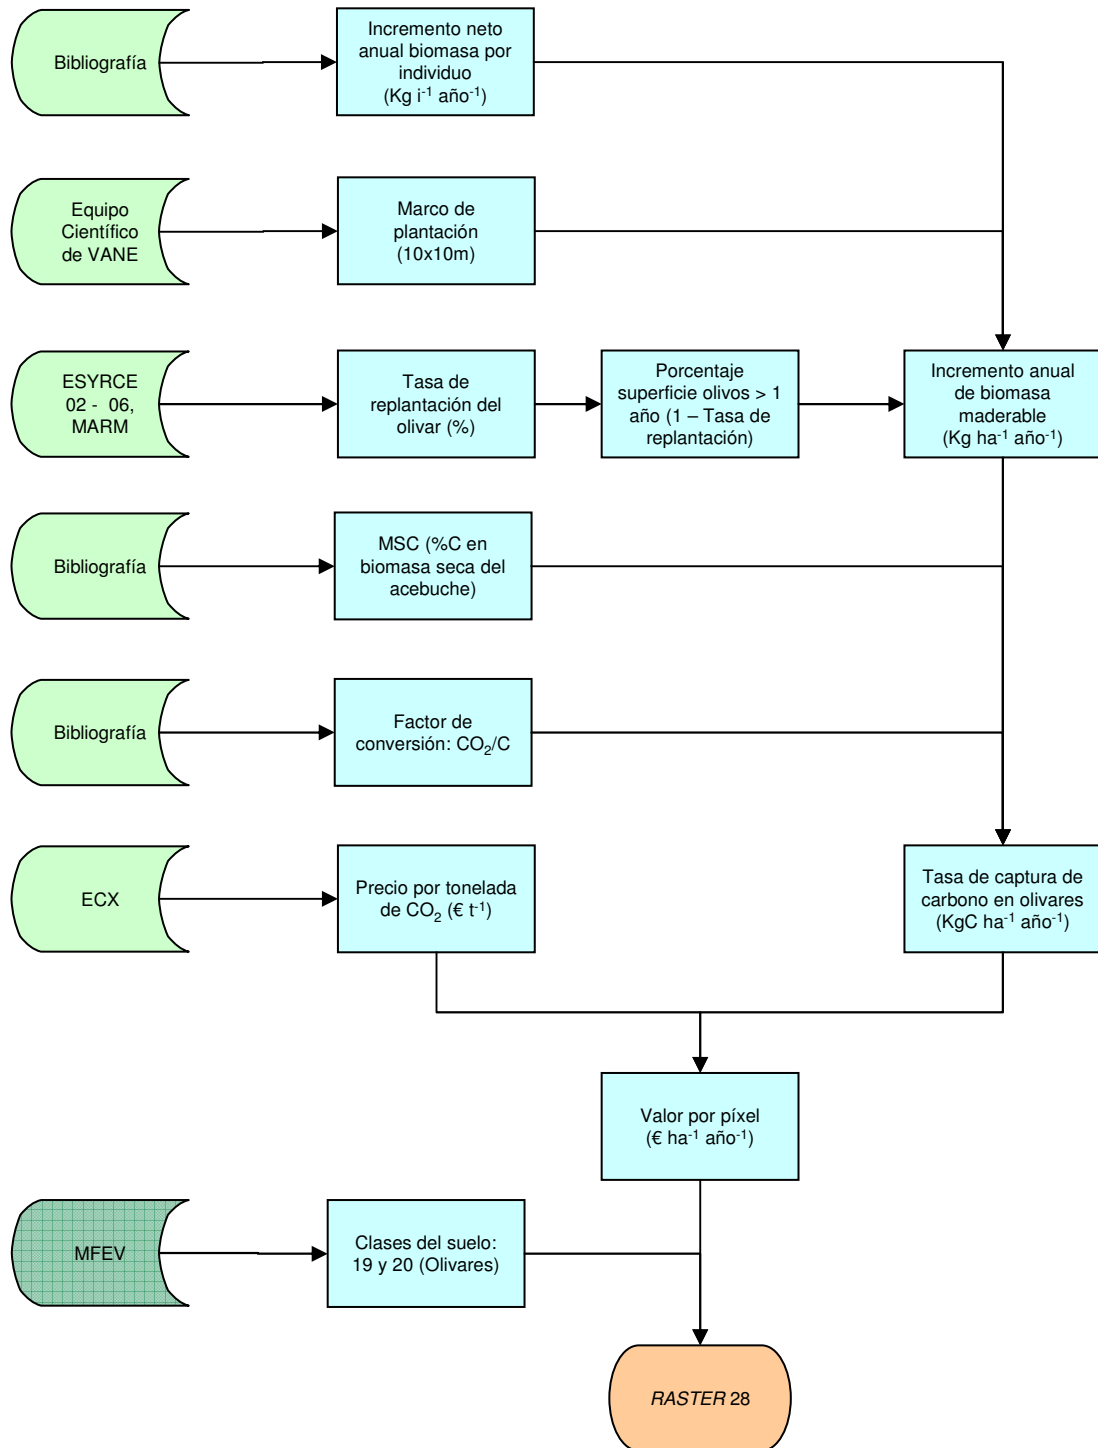 Bibliografía
Incremento neto
anual biomasa por
individuo
(Kg i⁻¹ año⁻¹)
Equipo
Científico
de VANE
Marco de
plantación
(10x10m)
ESYRCE
02 - 06,
MARM
Tasa de
replantación del
olivar (%)
Porcentaje
superficie olivos > 1
año (1 – Tasa de
replantación)
Incremento anual
de biomasa
maderable
(Kg ha⁻¹ año⁻¹)
Bibliografía
MSC (%C en
biomasa seca del
acebuche)
Bibliografía
Factor de
conversión: CO₂/C
ECX
Precio por tonelada
de CO₂ (€ t⁻¹)
Tasa de captura de
carbono en olivares
(KgC ha⁻¹ año⁻¹)
Valor por píxel
(€ ha⁻¹ año⁻¹)
MFEV
Clases del suelo:
19 y 20 (Olivares)
RASTER 28